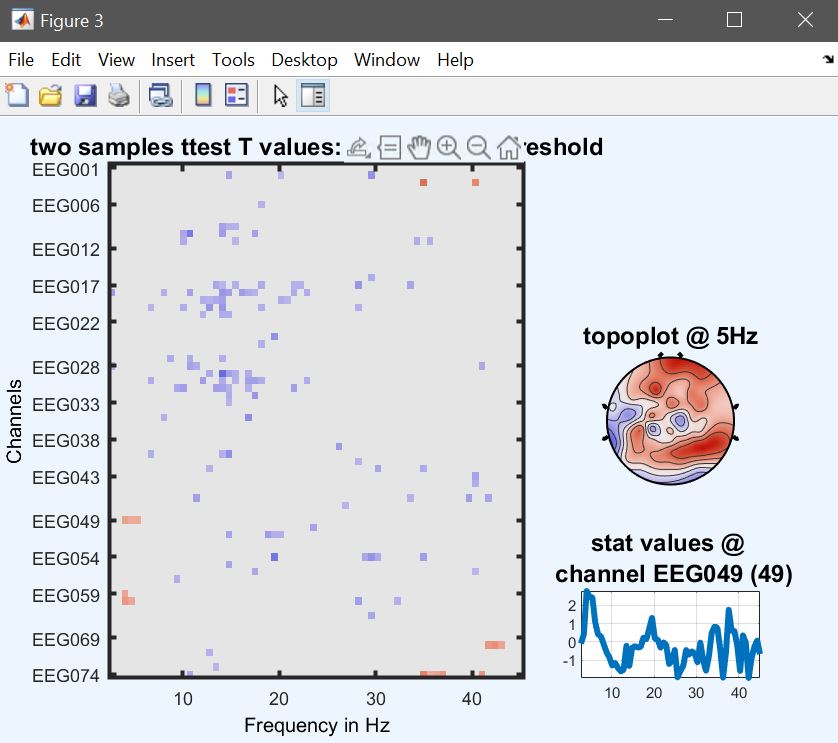 Figure 3
File Edit View Insert Tools Desktop Window Help
two samples ttest T values: reshold
EEG001
EEG006
EEG012
EEG017
EEG022
EEG028
EEG033
EEG038
EEG043
EEG049
EEG054
EEG059
EEG069
EEG074
Channels
10 20 30 40
Frequency in Hz
topoplot @ 5Hz
stat values @
channel EEG049 (49)
2
1
0
-1
10 20 30 40